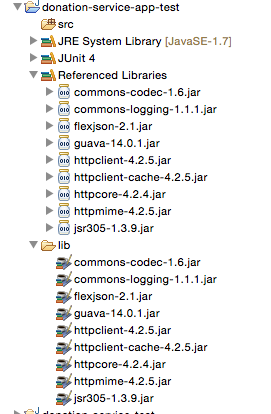 donation-service-app-test
src
JRE System Library [JavaSE-1.7]
JUnit 4
Referenced Libraries
commons-codec-1.6.jar
commons-logging-1.1.1.jar
flexjson-2.1.jar
guava-14.0.1.jar
httpclient-4.2.5.jar
httpclient-cache-4.2.5.jar
httpcore-4.2.4.jar
httpmime-4.2.5.jar
jsr305-1.3.9.jar
lib
commons-codec-1.6.jar
commons-logging-1.1.1.jar
flexjson-2.1.jar
guava-14.0.1.jar
httpclient-4.2.5.jar
httpclient-cache-4.2.5.jar
httpcore-4.2.4.jar
httpmime-4.2.5.jar
jsr305-1.3.9.jar
donation-service-test